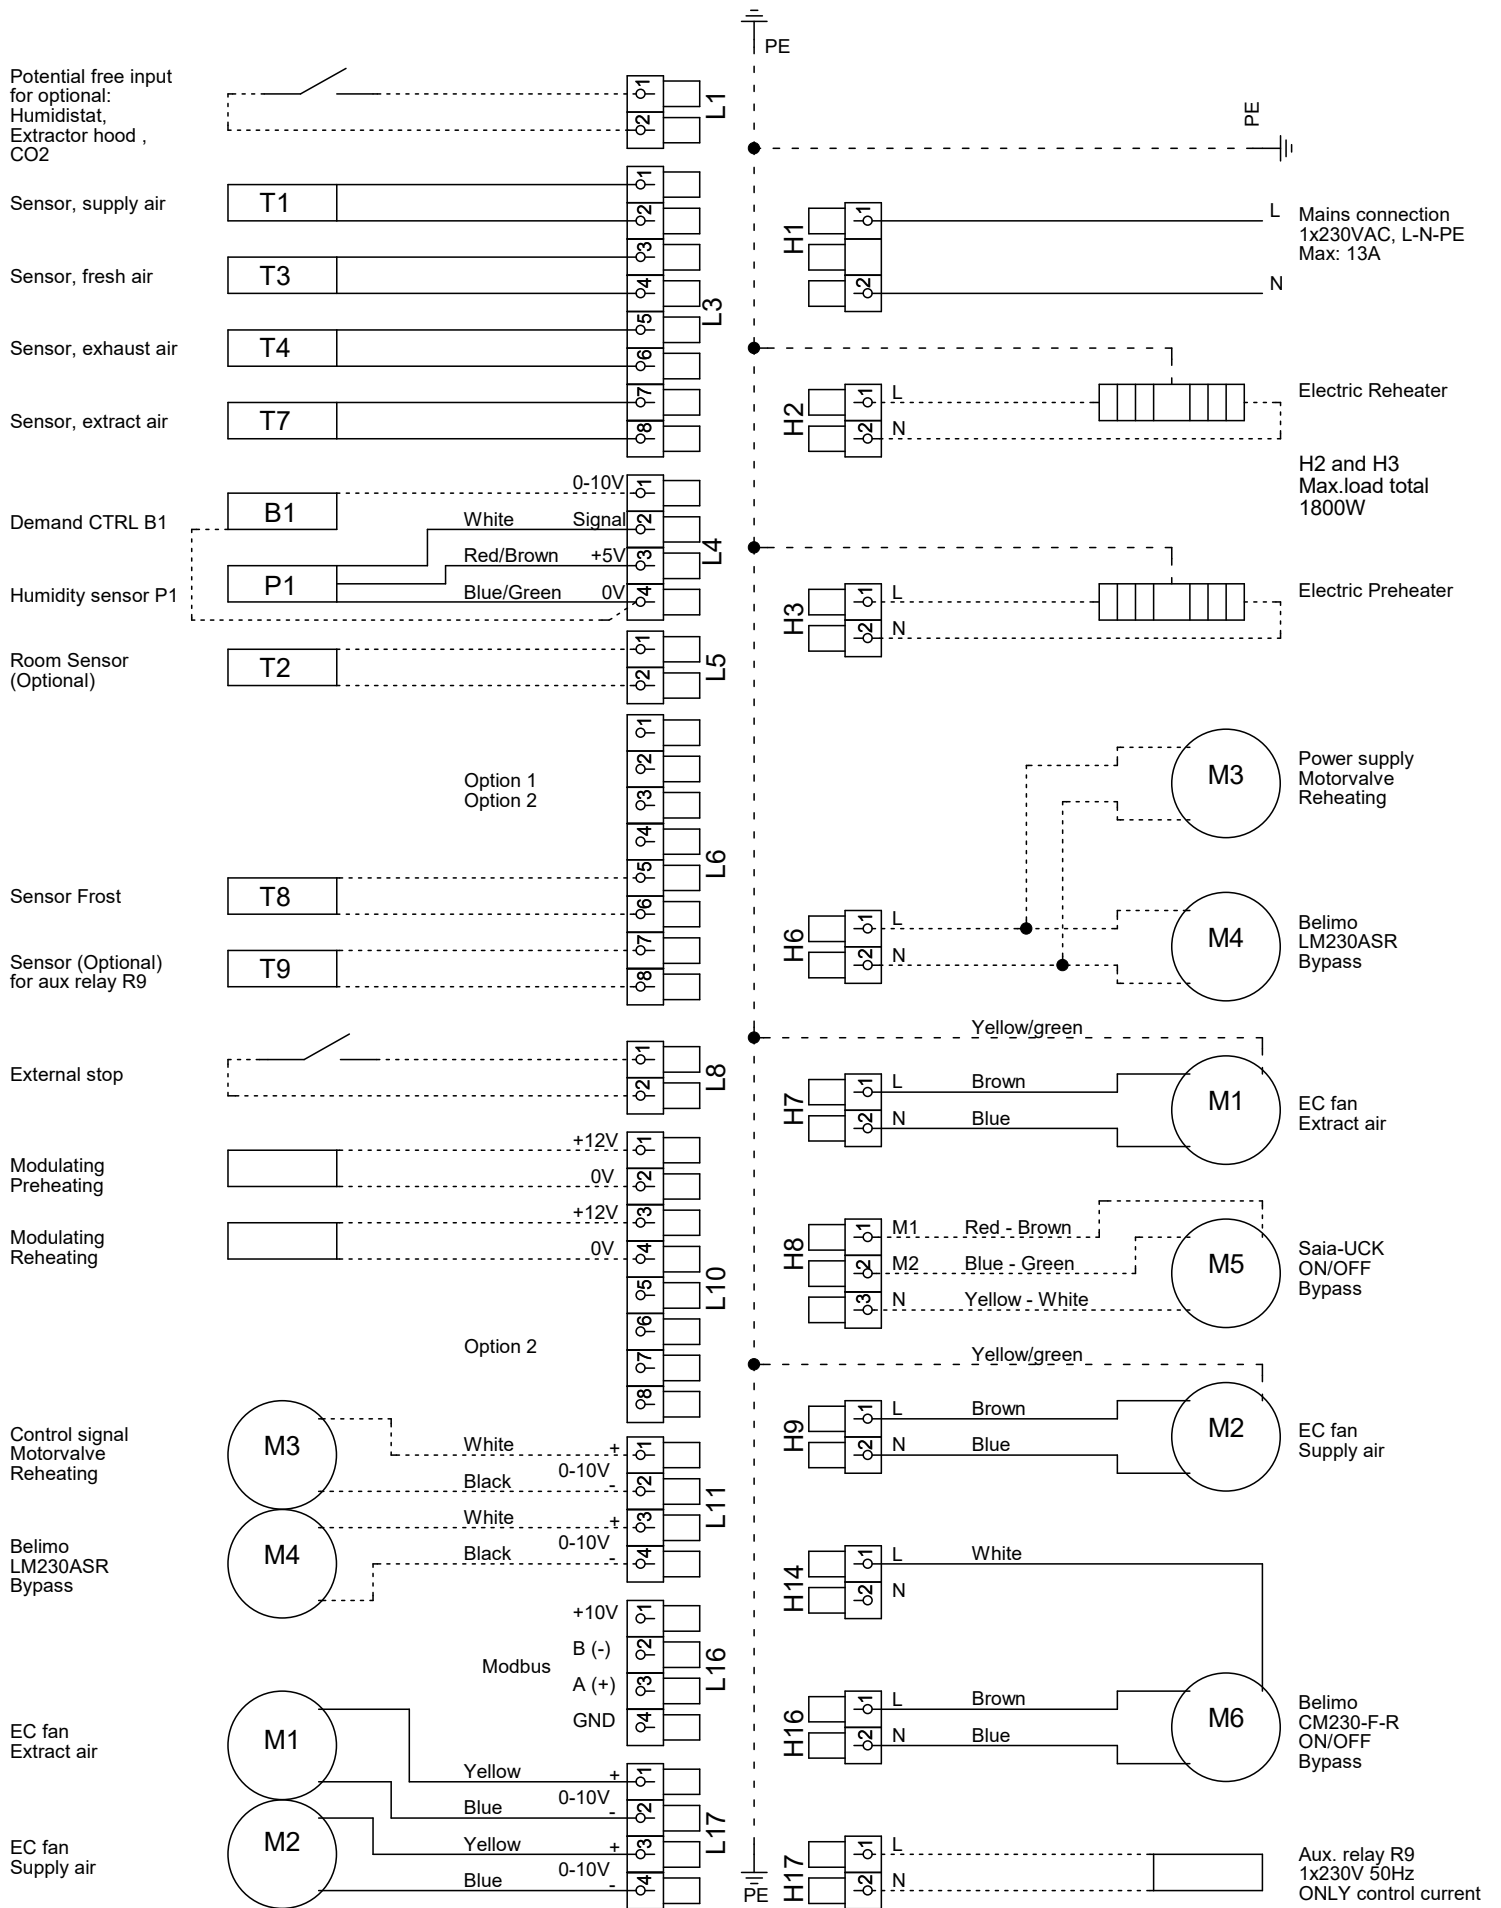 PE
Potential free input
for optional:
Humidistat,
Extractor hood ,
CO2
1
2
L1
Sensor, supply air
T1
1
2
Sensor, fresh air
T3
3
4
L3
Sensor, exhaust air
T4
5
6
Sensor, extract air
T7
7
8
Demand CTRL B1
B1
0-10V
1
White
Signal
2
Red/Brown
+5V
3
L4
Humidity sensor P1
P1
Blue/Green
0V
4
Room Sensor
(Optional)
T2
1
2
L5
1
2
Option 1
Option 2
3
4
L6
Sensor Frost
T8
5
6
Sensor (Optional)
for aux relay R9
T9
7
8
External stop
1
2
L8
Modulating
Preheating
+12V
1
0V
2
Modulating
Reheating
+12V
3
0V
4
5
L10
6
Option 2
7
8
Control signal
Motorvalve
Reheating
M3
White
+
1
0-10V
Black
-
2
L11
Belimo
LM230ASR
Bypass
M4
White
+
3
0-10V
Black
-
4
+10V
1
B (-)
2
Modbus
L16
A (+)
3
GND
4
EC fan
Extract air
M1
Yellow
+
1
0-10V
Blue
-
2
L17
EC fan
Supply air
M2
Yellow
+
3
0-10V
Blue
-
4
PE
PE
H1
1
2
L
N
Mains connection
1x230VAC, L-N-PE
Max: 13A
H2
1
L
2
N
Electric Reheater
H2 and H3
Max.load total
1800W
H3
1
L
2
N
Electric Preheater
M3
Power supply
Motorvalve
Reheating
H6
1
L
2
N
M4
Belimo
LM230ASR
Bypass
Yellow/green
H7
1
L
Brown
2
N
Blue
M1
EC fan
Extract air
H8
1
M1
Red - Brown
2
M2
Blue - Green
3
N
Yellow - White
M5
Saia-UCK
ON/OFF
Bypass
Yellow/green
H9
1
L
Brown
2
N
Blue
M2
EC fan
Supply air
H14
1
L
White
2
N
H16
1
L
Brown
2
N
Blue
M6
Belimo
CM230-F-R
ON/OFF
Bypass
H17
1
L
2
N
Aux. relay R9
1x230V 50Hz
ONLY control current